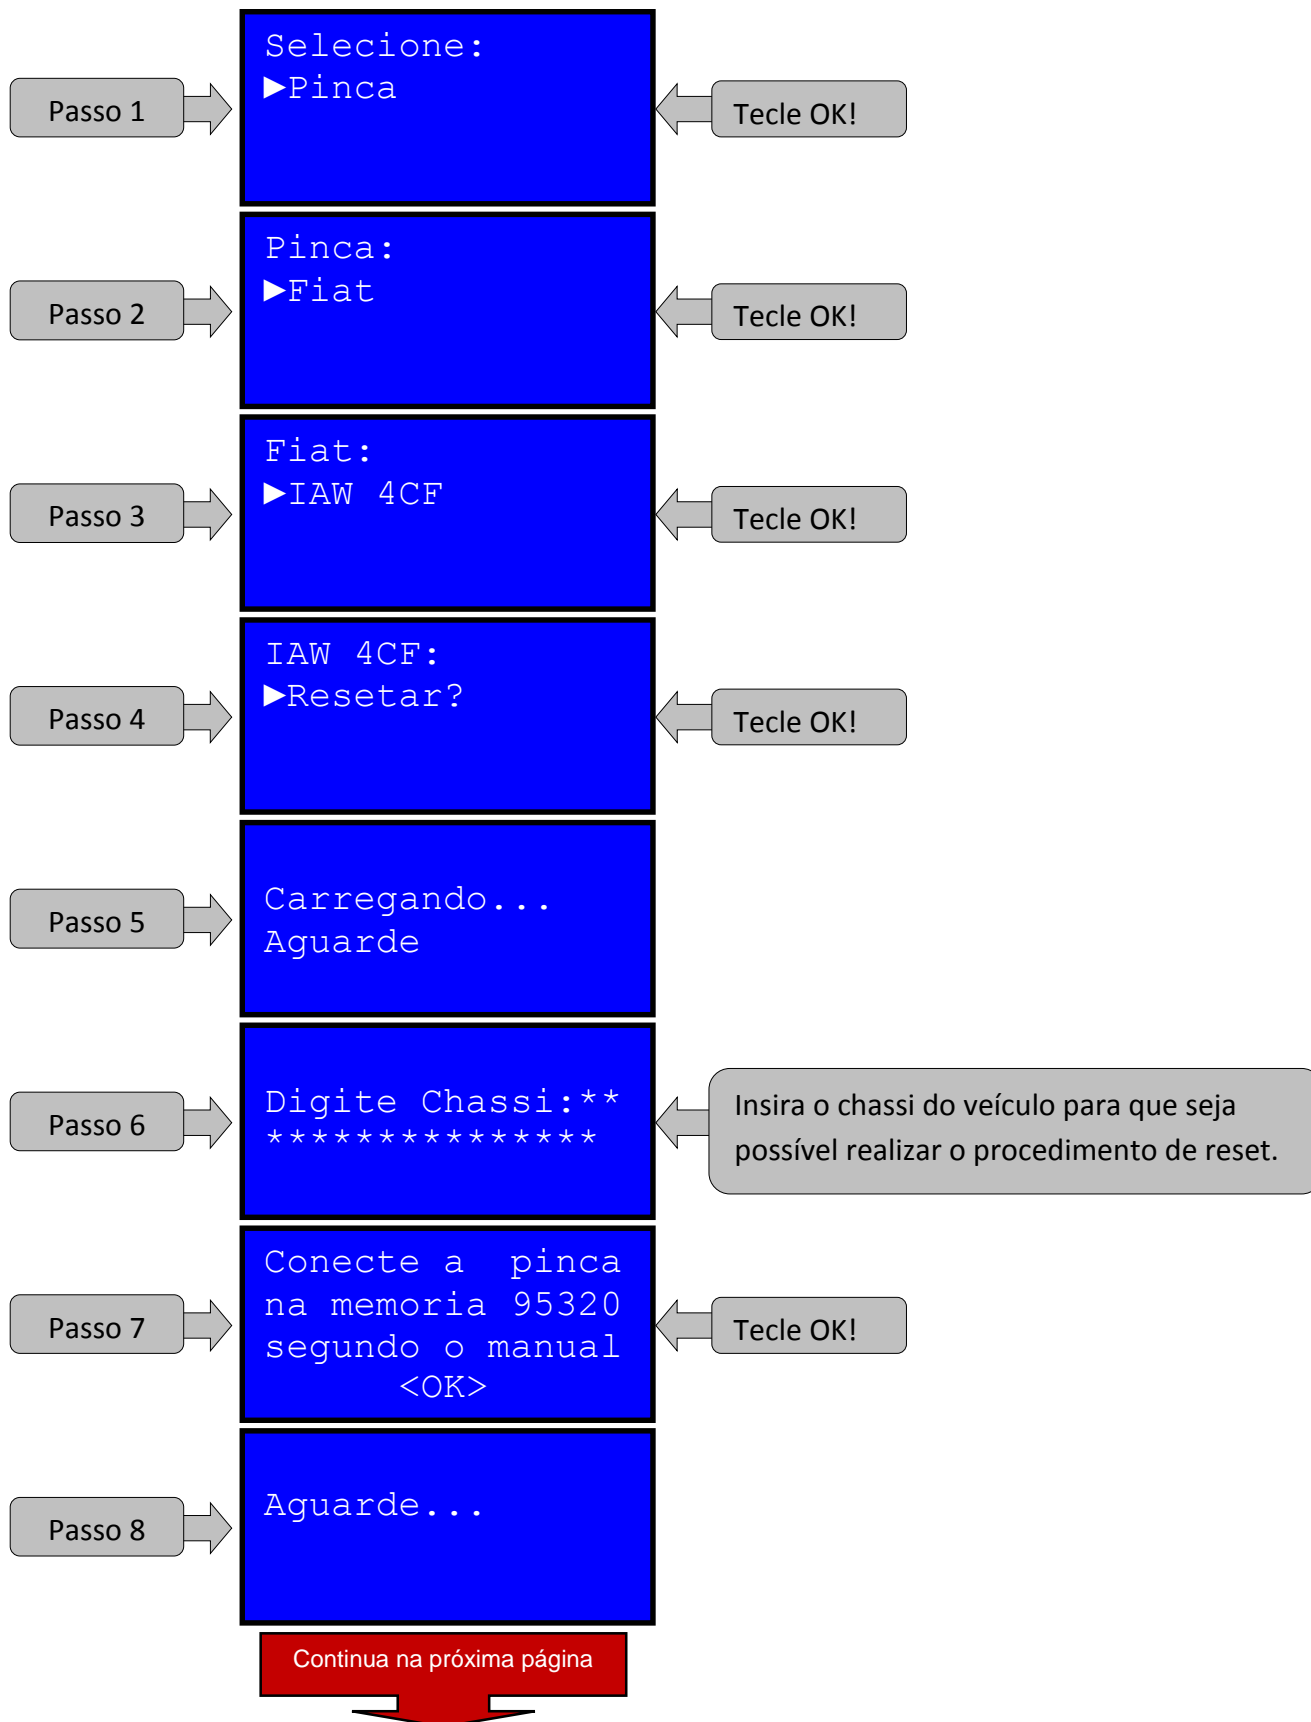 Passo 1
Selecione:
►Pinca
Tecle OK!
Passo 2
Pinca:
►Fiat
Tecle OK!
Passo 3
Fiat:
►IAW 4CF
Tecle OK!
Passo 4
IAW 4CF:
►Resetar?
Tecle OK!
Passo 5
Carregando...
Aguarde
Passo 6
Digite Chassi:**
***************
Insira o chassi do veículo para que seja
possível realizar o procedimento de reset.
Passo 7
Conecte a  pinca
na memoria 95320
segundo o manual
<OK>
Tecle OK!
Passo 8
Aguarde...
Continua na próxima página